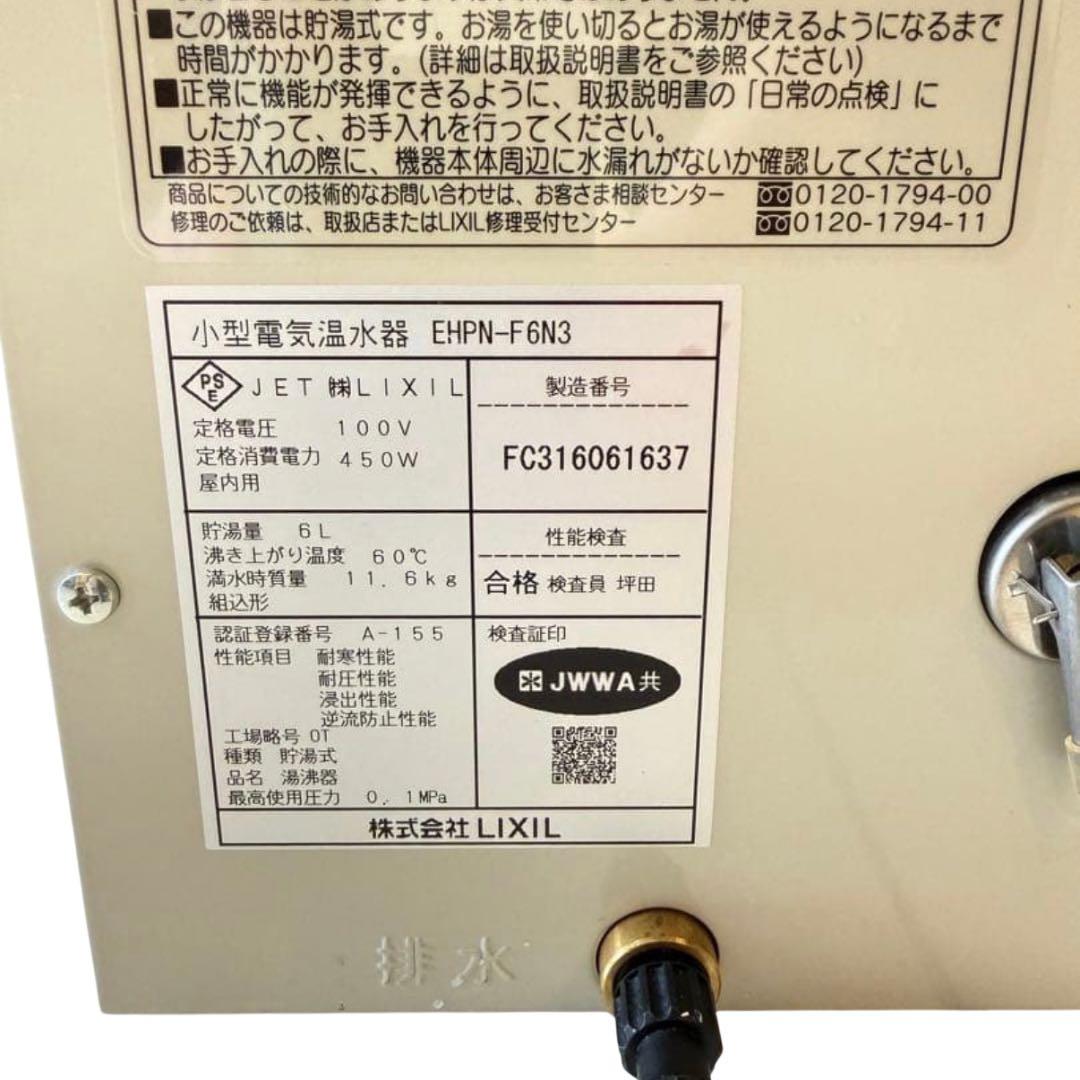 ■この機器は貯湯式です。お湯を使い切るとお湯が使えるようになるまで
時間がかかります。(詳細は取扱説明書をご参照ください)
■正常に機能が発揮できるように、取扱説明書の「日常の点検」に
したがって、お手入れを行ってください。
■お手入れの際に、機器本体周辺に水漏れがないか確認してください。
商品についての技術的なお問い合わせは、お客さま相談センター 0120-1794-00
修理のご依頼は、取扱店またはLIXIL修理受付センター 0120-1794-11
小型電気温水器 EHPN-F6N3
PSE JET ㈱LIXIL
定格電圧 100V
定格消費電力 450W
屋内用
製造番号
FC316061637
貯湯量 6L
沸き上がり温度 60℃
満水時質量 11.6kg
組込形
性能検査
合格 検査員 坪田
認証登録番号 A-155
性能項目 耐寒性能
耐圧性能
浸出性能
逆流防止性能
工場略号 OT
種類 貯湯式
品名 湯沸器
最高使用圧力 0.1MPa
検査証印
JWWA共
株式会社LIXIL
排水